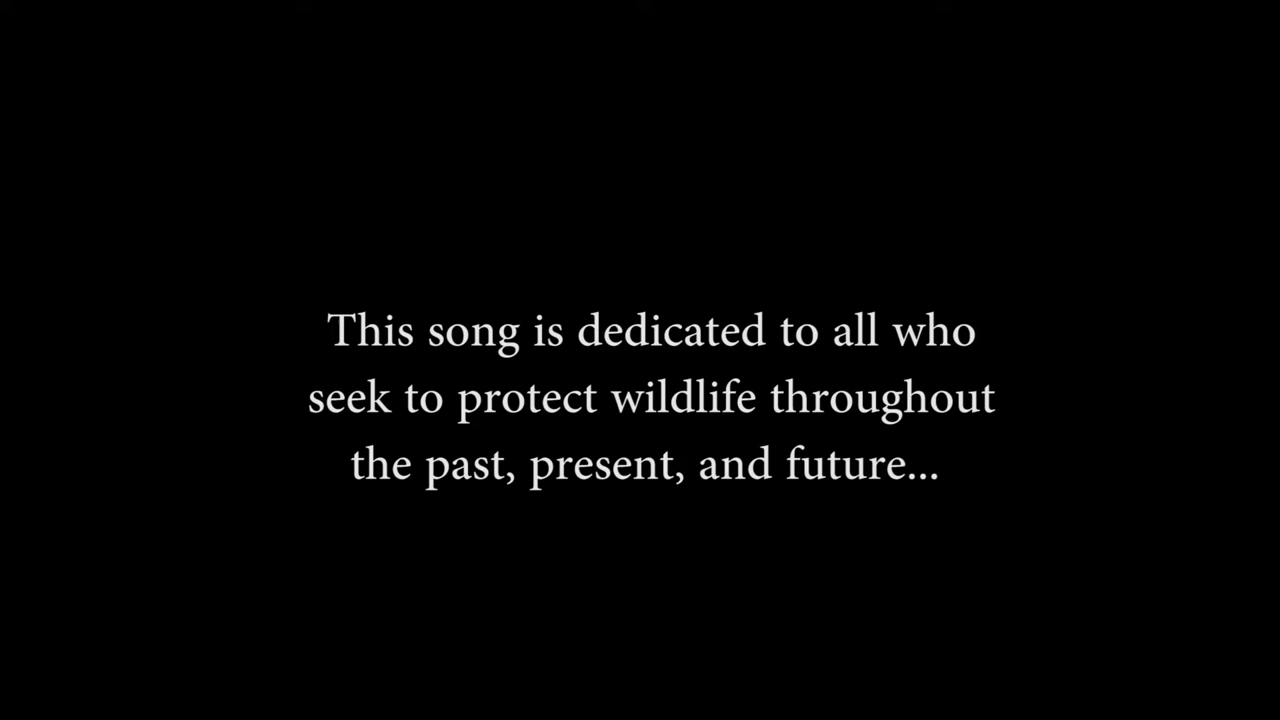 This song is dedicated to all who
seek to protect wildlife throughout
the past, present, and future...